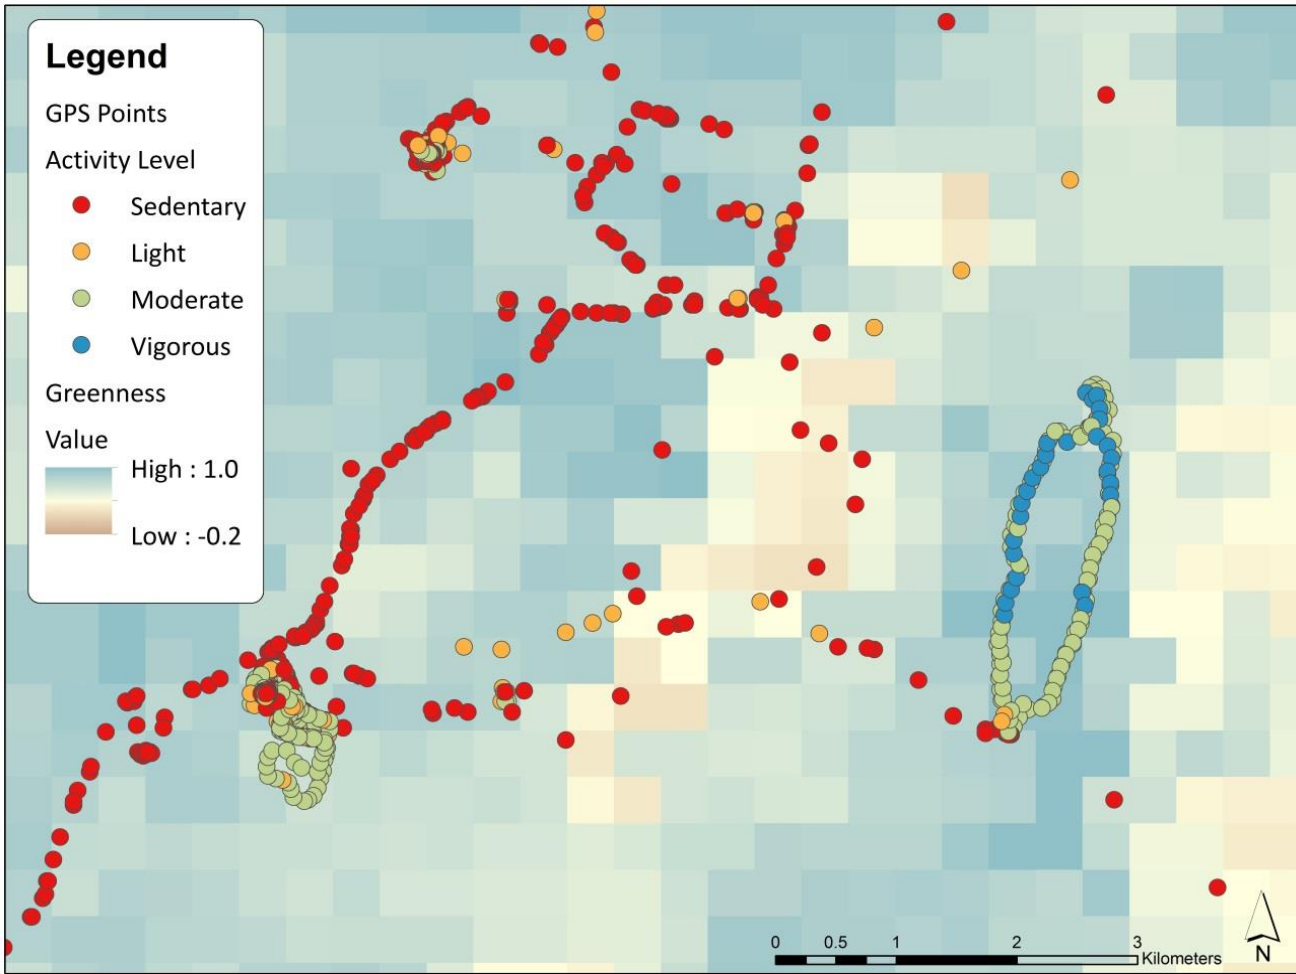 Legend
GPS Points
Activity Level
Sedentary
Light
Moderate
Vigorous
Greenness
Value
High : 1.0
Low : -0.2
0 0.5 1 2 3
Kilometers
N